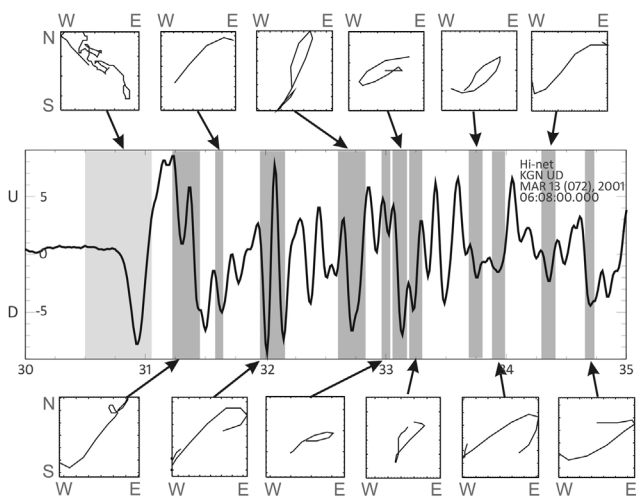 W E W E W E W E W E W E
N
S
Hi-net
KGN UD
MAR 13 (072), 2001
06:08:00.000
U 5
0
D -5
30 31 32 33 34 35
N
S
W E W E W E W E W E W E